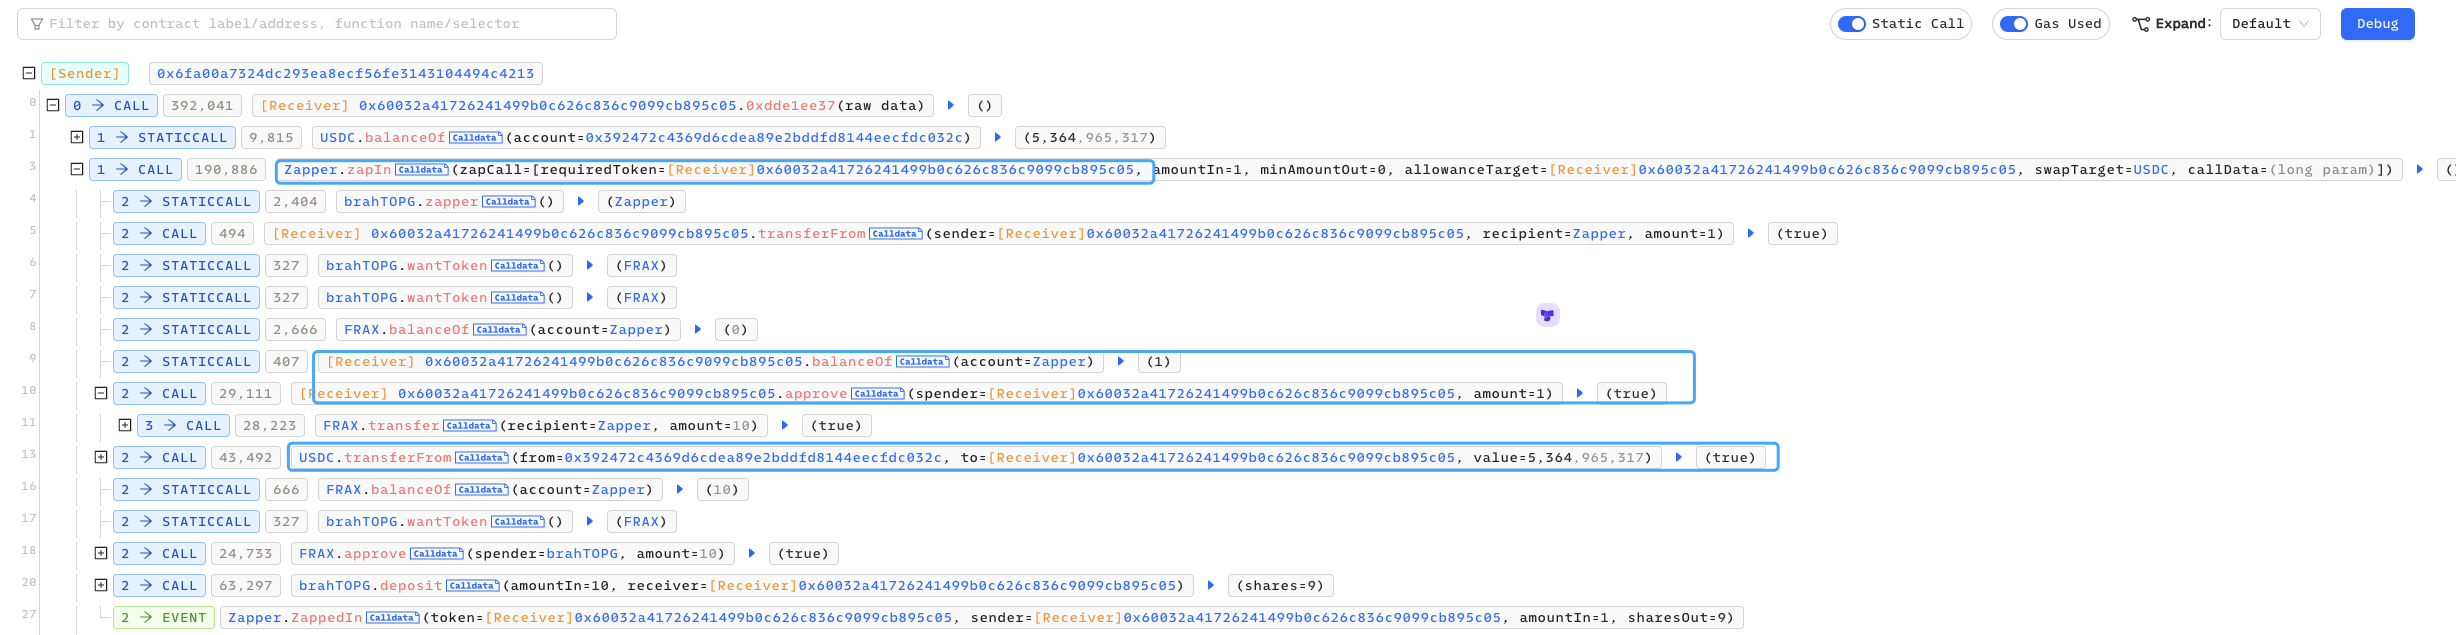 Filter by contract label/address, function name/selector Static Call Gas Used Expand: Default Debug
[Sender] 0x6fa00a7324dc293ea8ecf56fe3143104494c4213
0 0 → CALL 392,041 [Receiver] 0x60032a41726241499b0c626c836c9099cb895c05.0xdde1ee37(raw data) ()
1 1 → STATICCALL 9,815 USDC.balanceOf Calldata (account=0x392472c4369d6cdea89e2bddfd8144eecfdc032c) (5,364,965,317)
3 1 → CALL 190,886 Zapper.zapIn Calldata (zapCall=[requiredToken=[Receiver]0x60032a41726241499b0c626c836c9099cb895c05, amountIn=1, minAmountOut=0, allowanceTarget=[Receiver]0x60032a41726241499b0c626c836c9099cb895c05, swapTarget=USDC, callData=(long param)]) (
4 2 → STATICCALL 2,404 brahTOPG.zapper Calldata () (Zapper)
5 2 → CALL 494 [Receiver] 0x60032a41726241499b0c626c836c9099cb895c05.transferFrom Calldata (sender=[Receiver]0x60032a41726241499b0c626c836c9099cb895c05, recipient=Zapper, amount=1) (true)
6 2 → STATICCALL 327 brahTOPG.wantToken Calldata () (FRAX)
7 2 → STATICCALL 327 brahTOPG.wantToken Calldata () (FRAX)
8 2 → STATICCALL 2,666 FRAX.balanceOf Calldata (account=Zapper) (0)
9 2 → STATICCALL 407 [Receiver] 0x60032a41726241499b0c626c836c9099cb895c05.balanceOf Calldata (account=Zapper) (1)
10 2 → CALL 29,111 [Receiver] 0x60032a41726241499b0c626c836c9099cb895c05.approve Calldata (spender=[Receiver]0x60032a41726241499b0c626c836c9099cb895c05, amount=1) (true)
11 3 → CALL 28,223 FRAX.transfer Calldata (recipient=Zapper, amount=10) (true)
13 2 → CALL 43,492 USDC.transferFrom Calldata (from=0x392472c4369d6cdea89e2bddfd8144eecfdc032c, to=[Receiver]0x60032a41726241499b0c626c836c9099cb895c05, value=5,364,965,317) (true)
16 2 → STATICCALL 666 FRAX.balanceOf Calldata (account=Zapper) (10)
17 2 → STATICCALL 327 brahTOPG.wantToken Calldata () (FRAX)
18 2 → CALL 24,733 FRAX.approve Calldata (spender=brahTOPG, amount=10) (true)
20 2 → CALL 63,297 brahTOPG.deposit Calldata (amountIn=10, receiver=[Receiver]0x60032a41726241499b0c626c836c9099cb895c05) (shares=9)
27 2 → EVENT Zapper.ZappedIn Calldata (token=[Receiver]0x60032a41726241499b0c626c836c9099cb895c05, sender=[Receiver]0x60032a41726241499b0c626c836c9099cb895c05, amountIn=1, sharesOut=9)